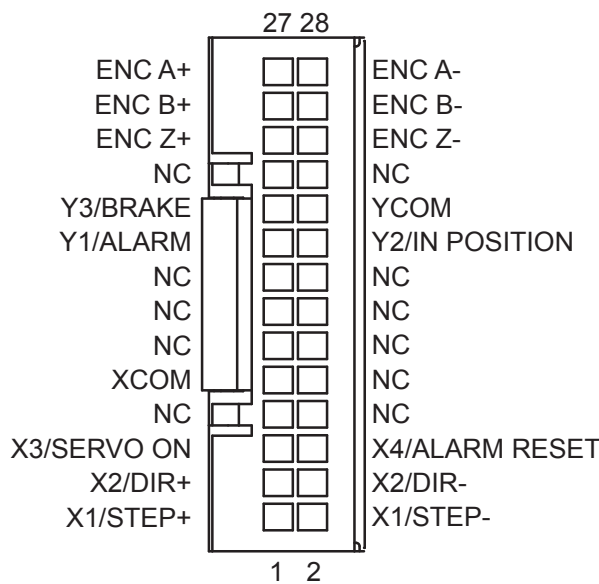 27 28
ENC A+ ENC A-
ENC B+ ENC B-
ENC Z+ ENC Z-
NC NC
Y3/BRAKE YCOM
Y1/ALARM Y2/IN POSITION
NC NC
NC NC
NC NC
XCOM NC
NC NC
X3/SERVO ON X4/ALARM RESET
X2/DIR+ X2/DIR-
X1/STEP+ X1/STEP-
1 2